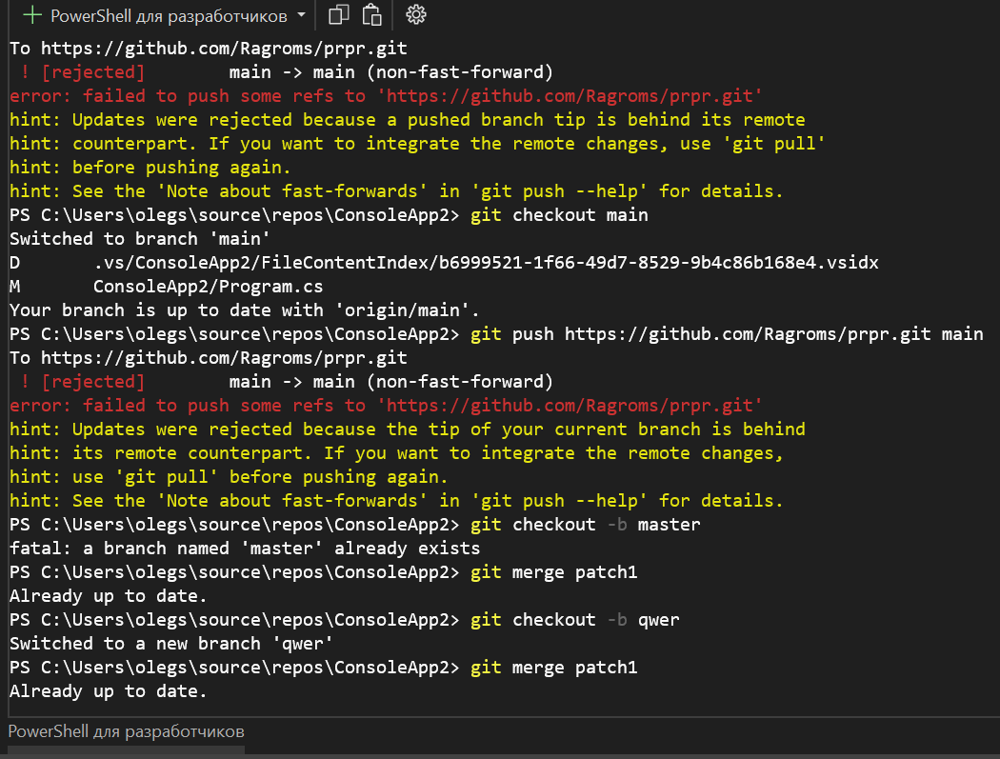 PowerShell для разработчиков
To https://github.com/Ragroms/prpr.git
 ! [rejected]        main -> main (non-fast-forward)
error: failed to push some refs to 'https://github.com/Ragroms/prpr.git'
hint: Updates were rejected because a pushed branch tip is behind its remote
hint: counterpart. If you want to integrate the remote changes, use 'git pull'
hint: before pushing again.
hint: See the 'Note about fast-forwards' in 'git push --help' for details.
PS C:\Users\olegs\source\repos\ConsoleApp2> git checkout main
Switched to branch 'main'
D       .vs/ConsoleApp2/FileContentIndex/b6999521-1f66-49d7-8529-9b4c86b168e4.vsidx
M       ConsoleApp2/Program.cs
Your branch is up to date with 'origin/main'.
PS C:\Users\olegs\source\repos\ConsoleApp2> git push https://github.com/Ragroms/prpr.git main
To https://github.com/Ragroms/prpr.git
 ! [rejected]        main -> main (non-fast-forward)
error: failed to push some refs to 'https://github.com/Ragroms/prpr.git'
hint: Updates were rejected because the tip of your current branch is behind
hint: its remote counterpart. If you want to integrate the remote changes,
hint: use 'git pull' before pushing again.
hint: See the 'Note about fast-forwards' in 'git push --help' for details.
PS C:\Users\olegs\source\repos\ConsoleApp2> git checkout -b master
fatal: a branch named 'master' already exists
PS C:\Users\olegs\source\repos\ConsoleApp2> git merge patch1
Already up to date.
PS C:\Users\olegs\source\repos\ConsoleApp2> git checkout -b qwer
Switched to a new branch 'qwer'
PS C:\Users\olegs\source\repos\ConsoleApp2> git merge patch1
Already up to date.
PowerShell для разработчиков